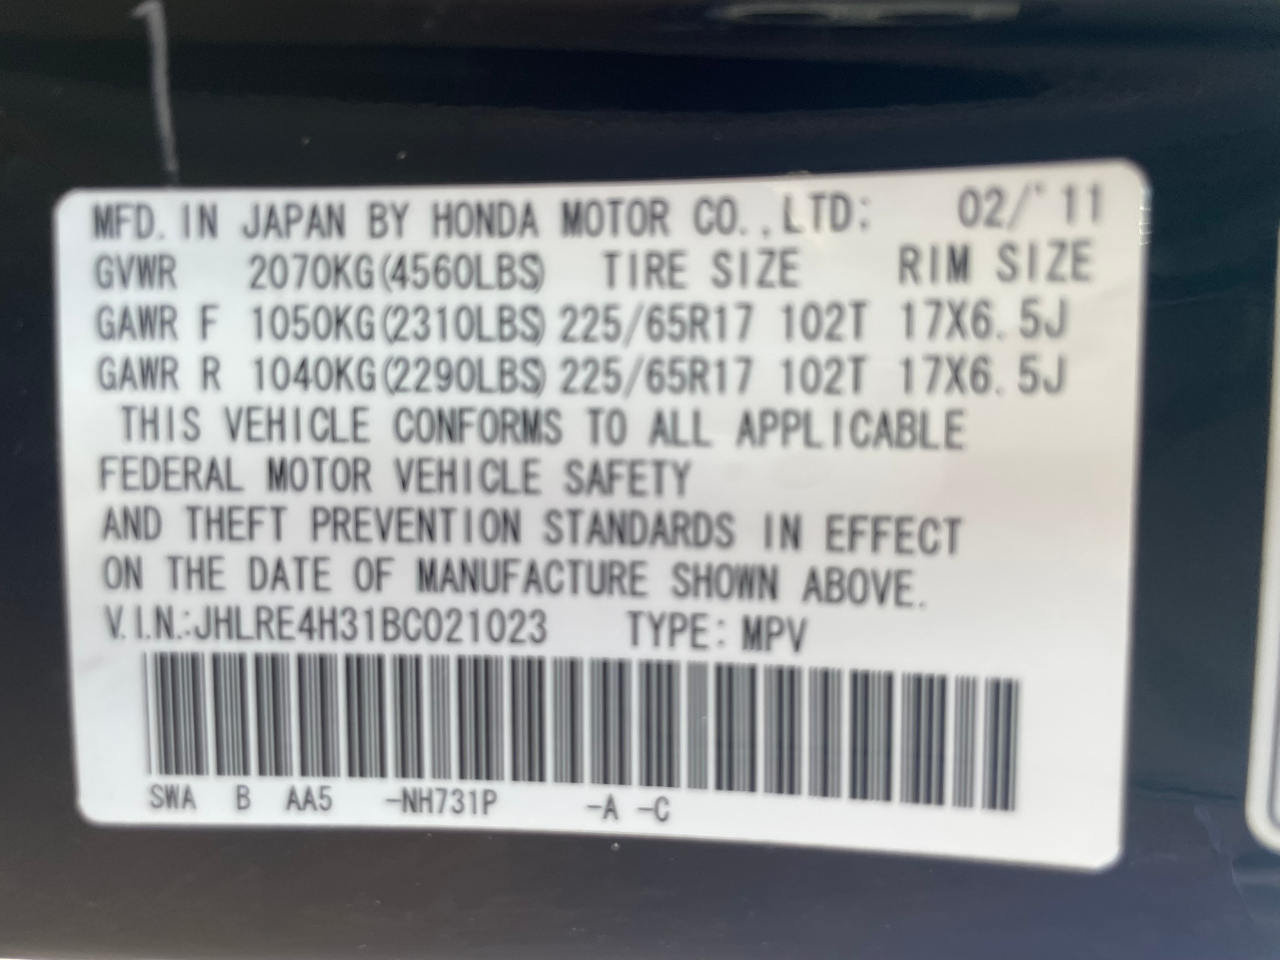 MFD. IN JAPAN BY HONDA MOTOR CO.,LTD: 02/'11
GVWR 2070KG(4560LBS) TIRE SIZE RIM SIZE
GAWR F 1050KG(2310LBS) 225/65R17 102T 17X6.5J
GAWR R 1040KG(2290LBS) 225/65R17 102T 17X6.5J
THIS VEHICLE CONFORMS TO ALL APPLICABLE
FEDERAL MOTOR VEHICLE SAFETY
AND THEFT PREVENTION STANDARDS IN EFFECT
ON THE DATE OF MANUFACTURE SHOWN ABOVE.
V.I.N.:JHLRE4H31BC021023 TYPE: MPV
SWA B AA5 -NH731P -A -C